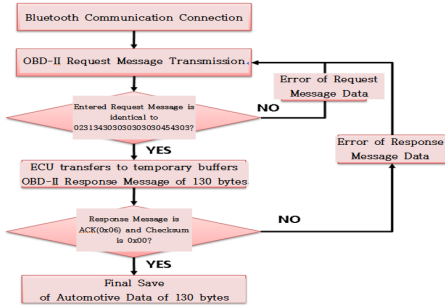 Bluetooth Communication Connection
OBD-II Request Message Transmission.
Error of Request
Message Data
Entered Request Message is
identical to
0231343030303030454303?
NO
YES
Error of Response
Message Data
ECU transfers to temporary buffers
OBD-II Response Message of 130 bytes
Response Message is
ACK(0x06) and Checksum
is 0x00?
NO
YES
Final Save
of Automotive Data of 130 bytes